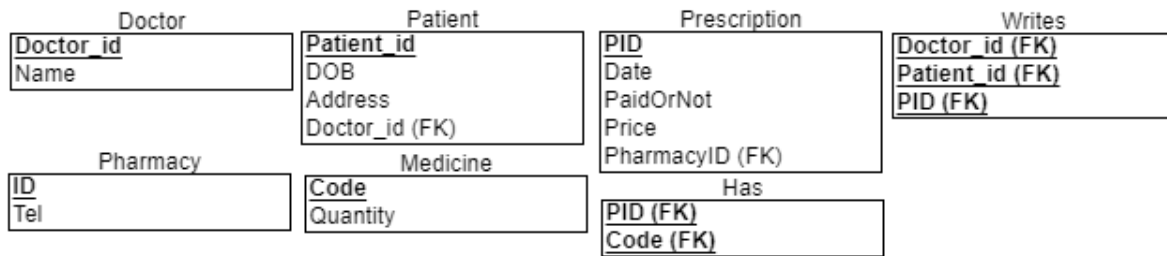 Doctor
Doctor_id
Name
Patient
Patient_id
DOB
Address
Doctor_id (FK)
Prescription
PID
Date
PaidOrNot
Price
PharmacyID (FK)
Writes
Doctor_id (FK)
Patient_id (FK)
PID (FK)
Pharmacy
ID
Tel
Medicine
Code
Quantity
Has
PID (FK)
Code (FK)